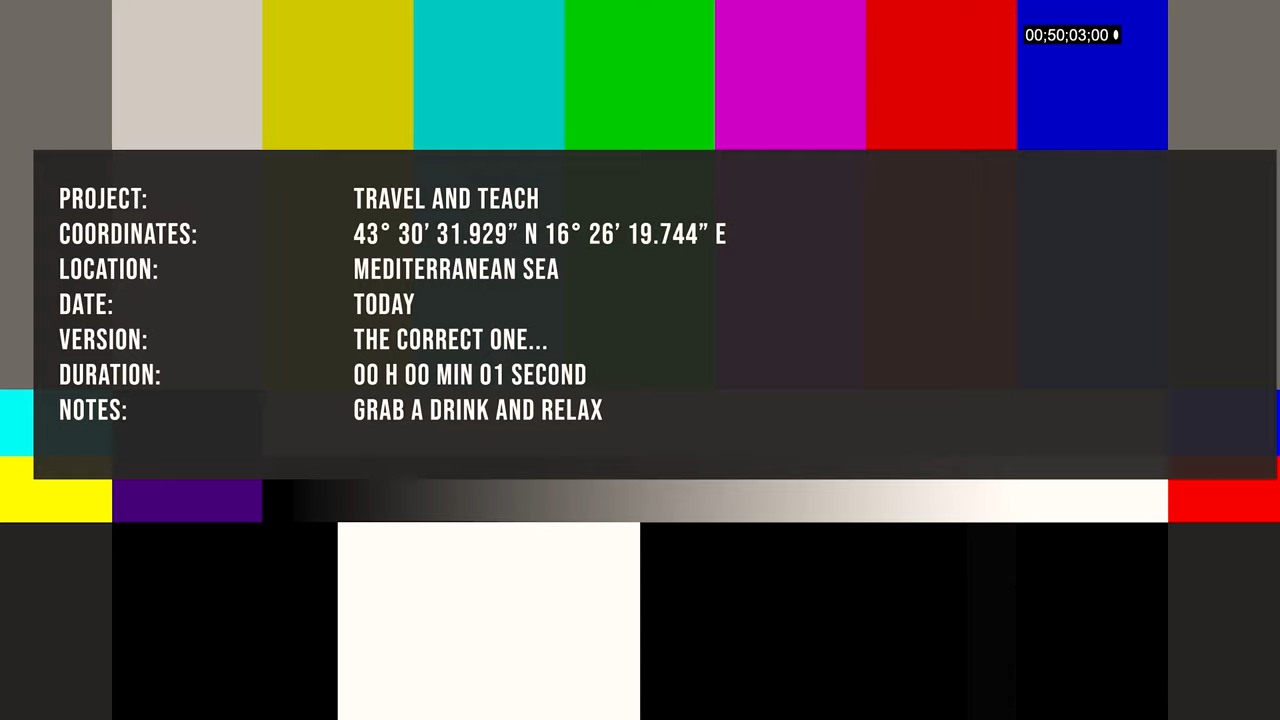 00;50;03;00
PROJECT: TRAVEL AND TEACH
COORDINATES: 43° 30’ 31.929” N 16° 26’ 19.744” E
LOCATION: MEDITERRANEAN SEA
DATE: TODAY
VERSION: THE CORRECT ONE...
DURATION: 00 H 00 MIN 01 SECOND
NOTES: GRAB A DRINK AND RELAX